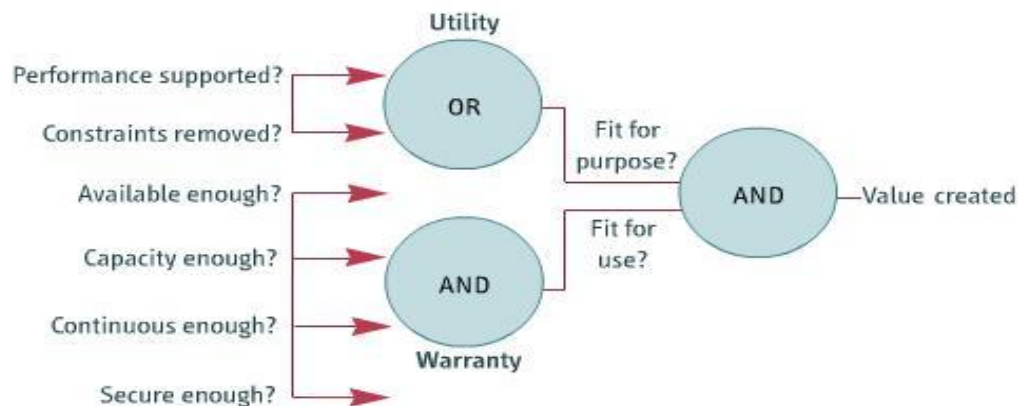 Utility
Performance supported?
OR
Constraints removed?
Fit for
purpose?
Available enough?
AND
Value created
Fit for
use?
Capacity enough?
AND
Continuous enough?
Warranty
Secure enough?